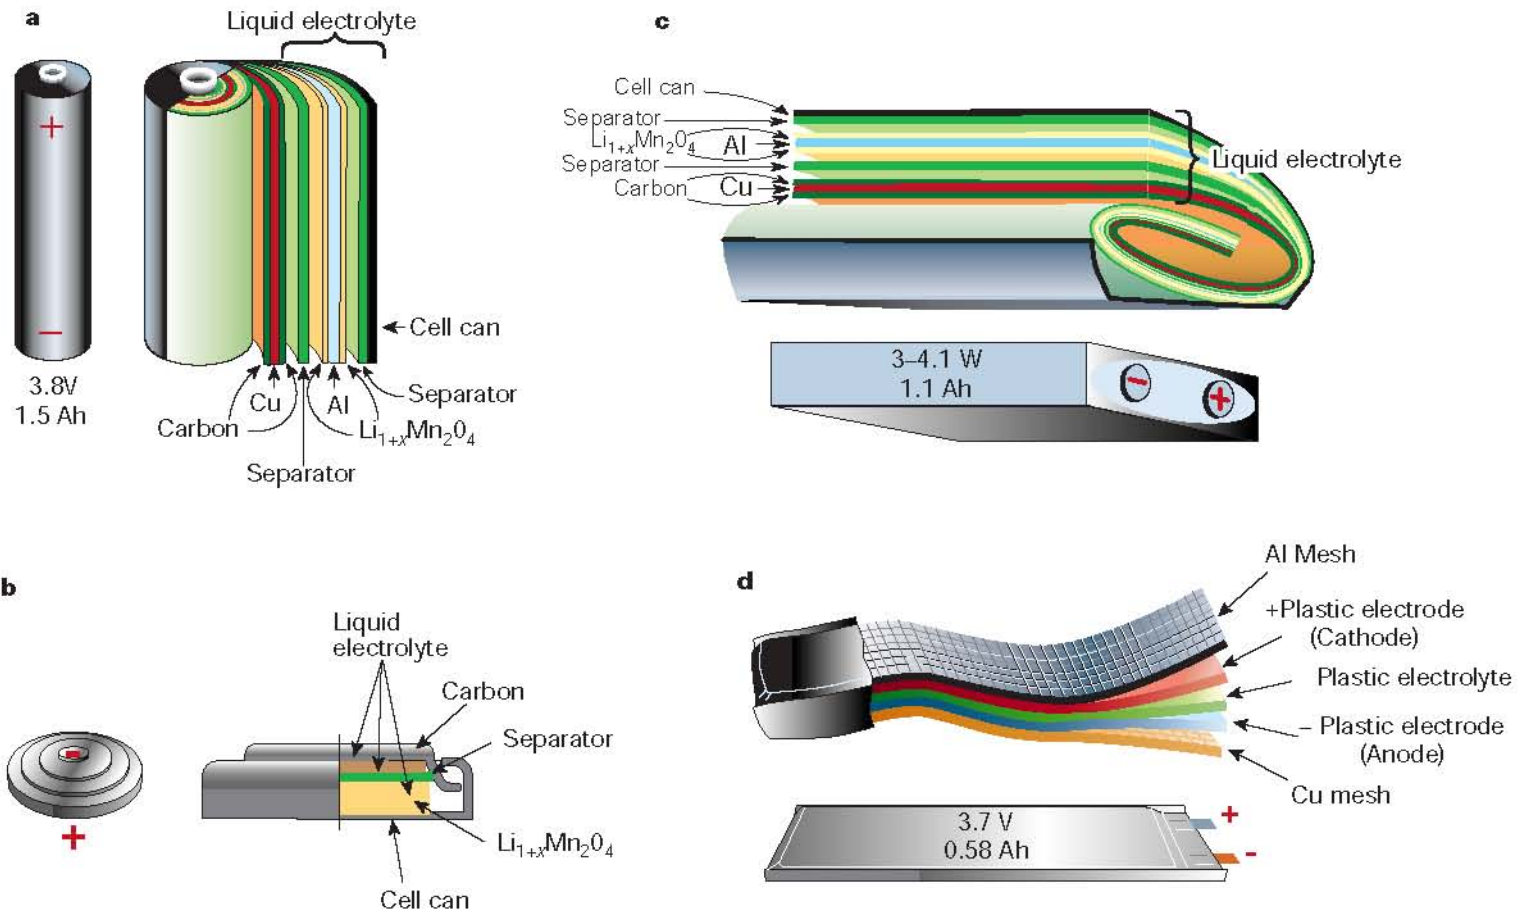 a
Liquid electrolyte
+
−
3.8V
1.5 Ah
Cell can
Separator
Cu
Al
Carbon
Li1+xMn2O4
Separator
b
−
+
Liquid
electrolyte
Carbon
Separator
Li1+xMn2O4
Cell can
c
Cell can
Separator
Li1+xMn2O4
Al
Separator
Carbon
Cu
Liquid electrolyte
3–4.1 W
1.1 Ah
−
+
d
Al Mesh
+Plastic electrode
(Cathode)
Plastic electrolyte
− Plastic electrode
(Anode)
Cu mesh
3.7 V
0.58 Ah
+
-